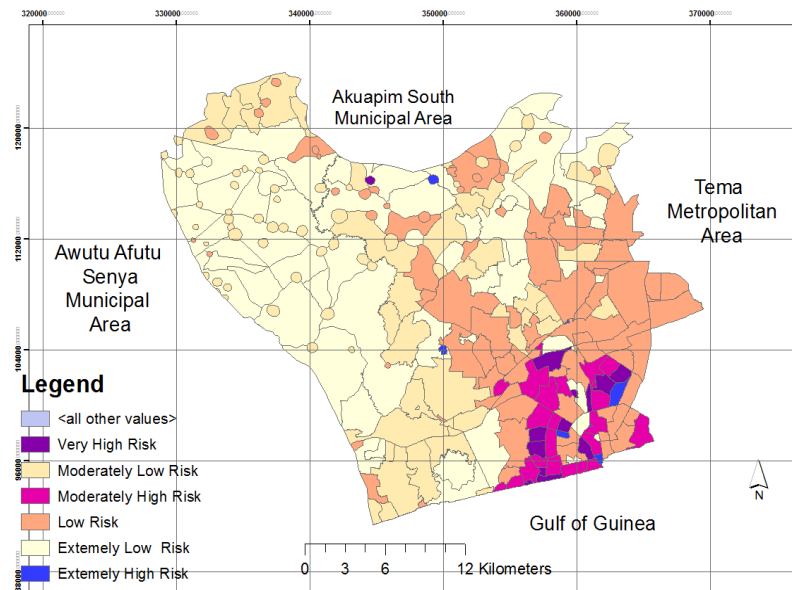 320000 330000 340000 350000 360000 370000
Akuapim South
Municipal Area
120000
Tema
Metropolitan
Area
112000
Awutu Afutu
Senya
Municipal
Area
104000
Legend
<all other values>
Very High Risk
Moderately Low Risk
96000
Moderately High Risk
Low Risk
Gulf of Guinea
N
Extemely Low Risk
Extemely High Risk
0 3 6 12 Kilometers